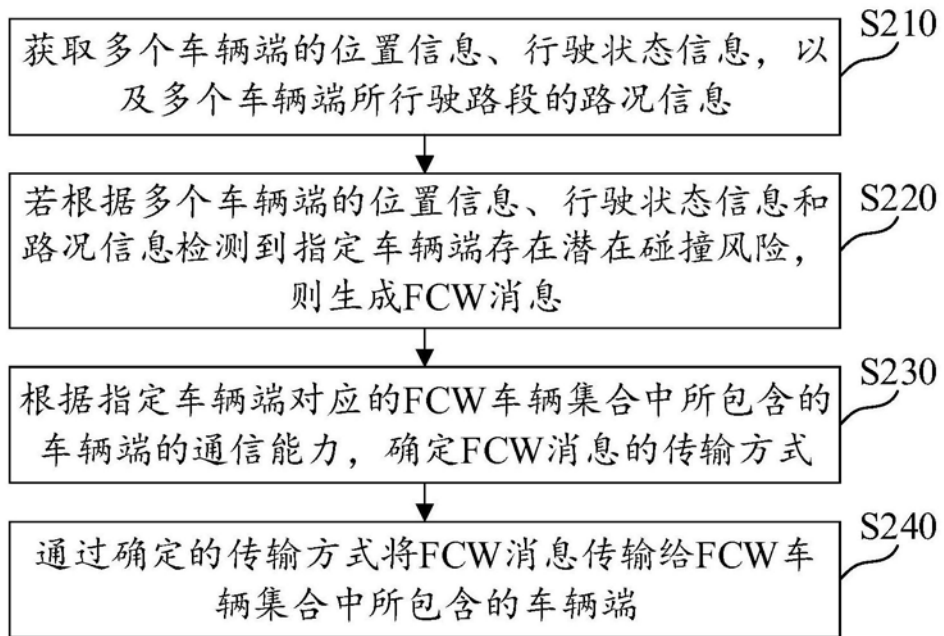 S210
获取多个车辆端的位置信息、行驶状态信息，以
及多个车辆端所行驶路段的路况信息
S220
若根据多个车辆端的位置信息、行驶状态信息和
路况信息检测到指定车辆端存在潜在碰撞风险，
则生成FCW消息
S230
根据指定车辆端对应的FCW车辆集合中所包含的
车辆端的通信能力，确定FCW消息的传输方式
S240
通过确定的传输方式将FCW消息传输给FCW车
辆集合中所包含的车辆端